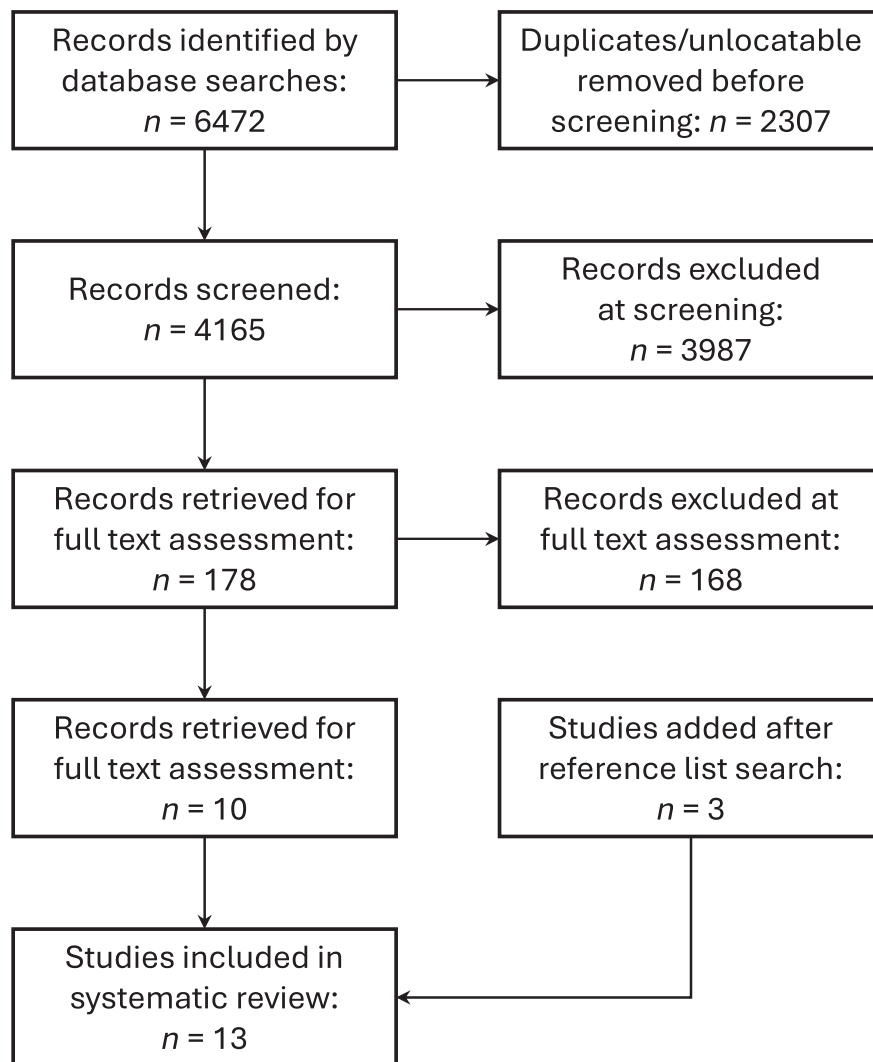 Records identified by
database searches:
n = 6472
Duplicates/unlocatable
removed before
screening: n = 2307
Records screened:
n = 4165
Records excluded
at screening:
n = 3987
Records retrieved for
full text assessment:
n = 178
Records excluded at
full text assessment:
n = 168
Records retrieved for
full text assessment:
n = 10
Studies added after
reference list search:
n = 3
Studies included in
systematic review:
n = 13